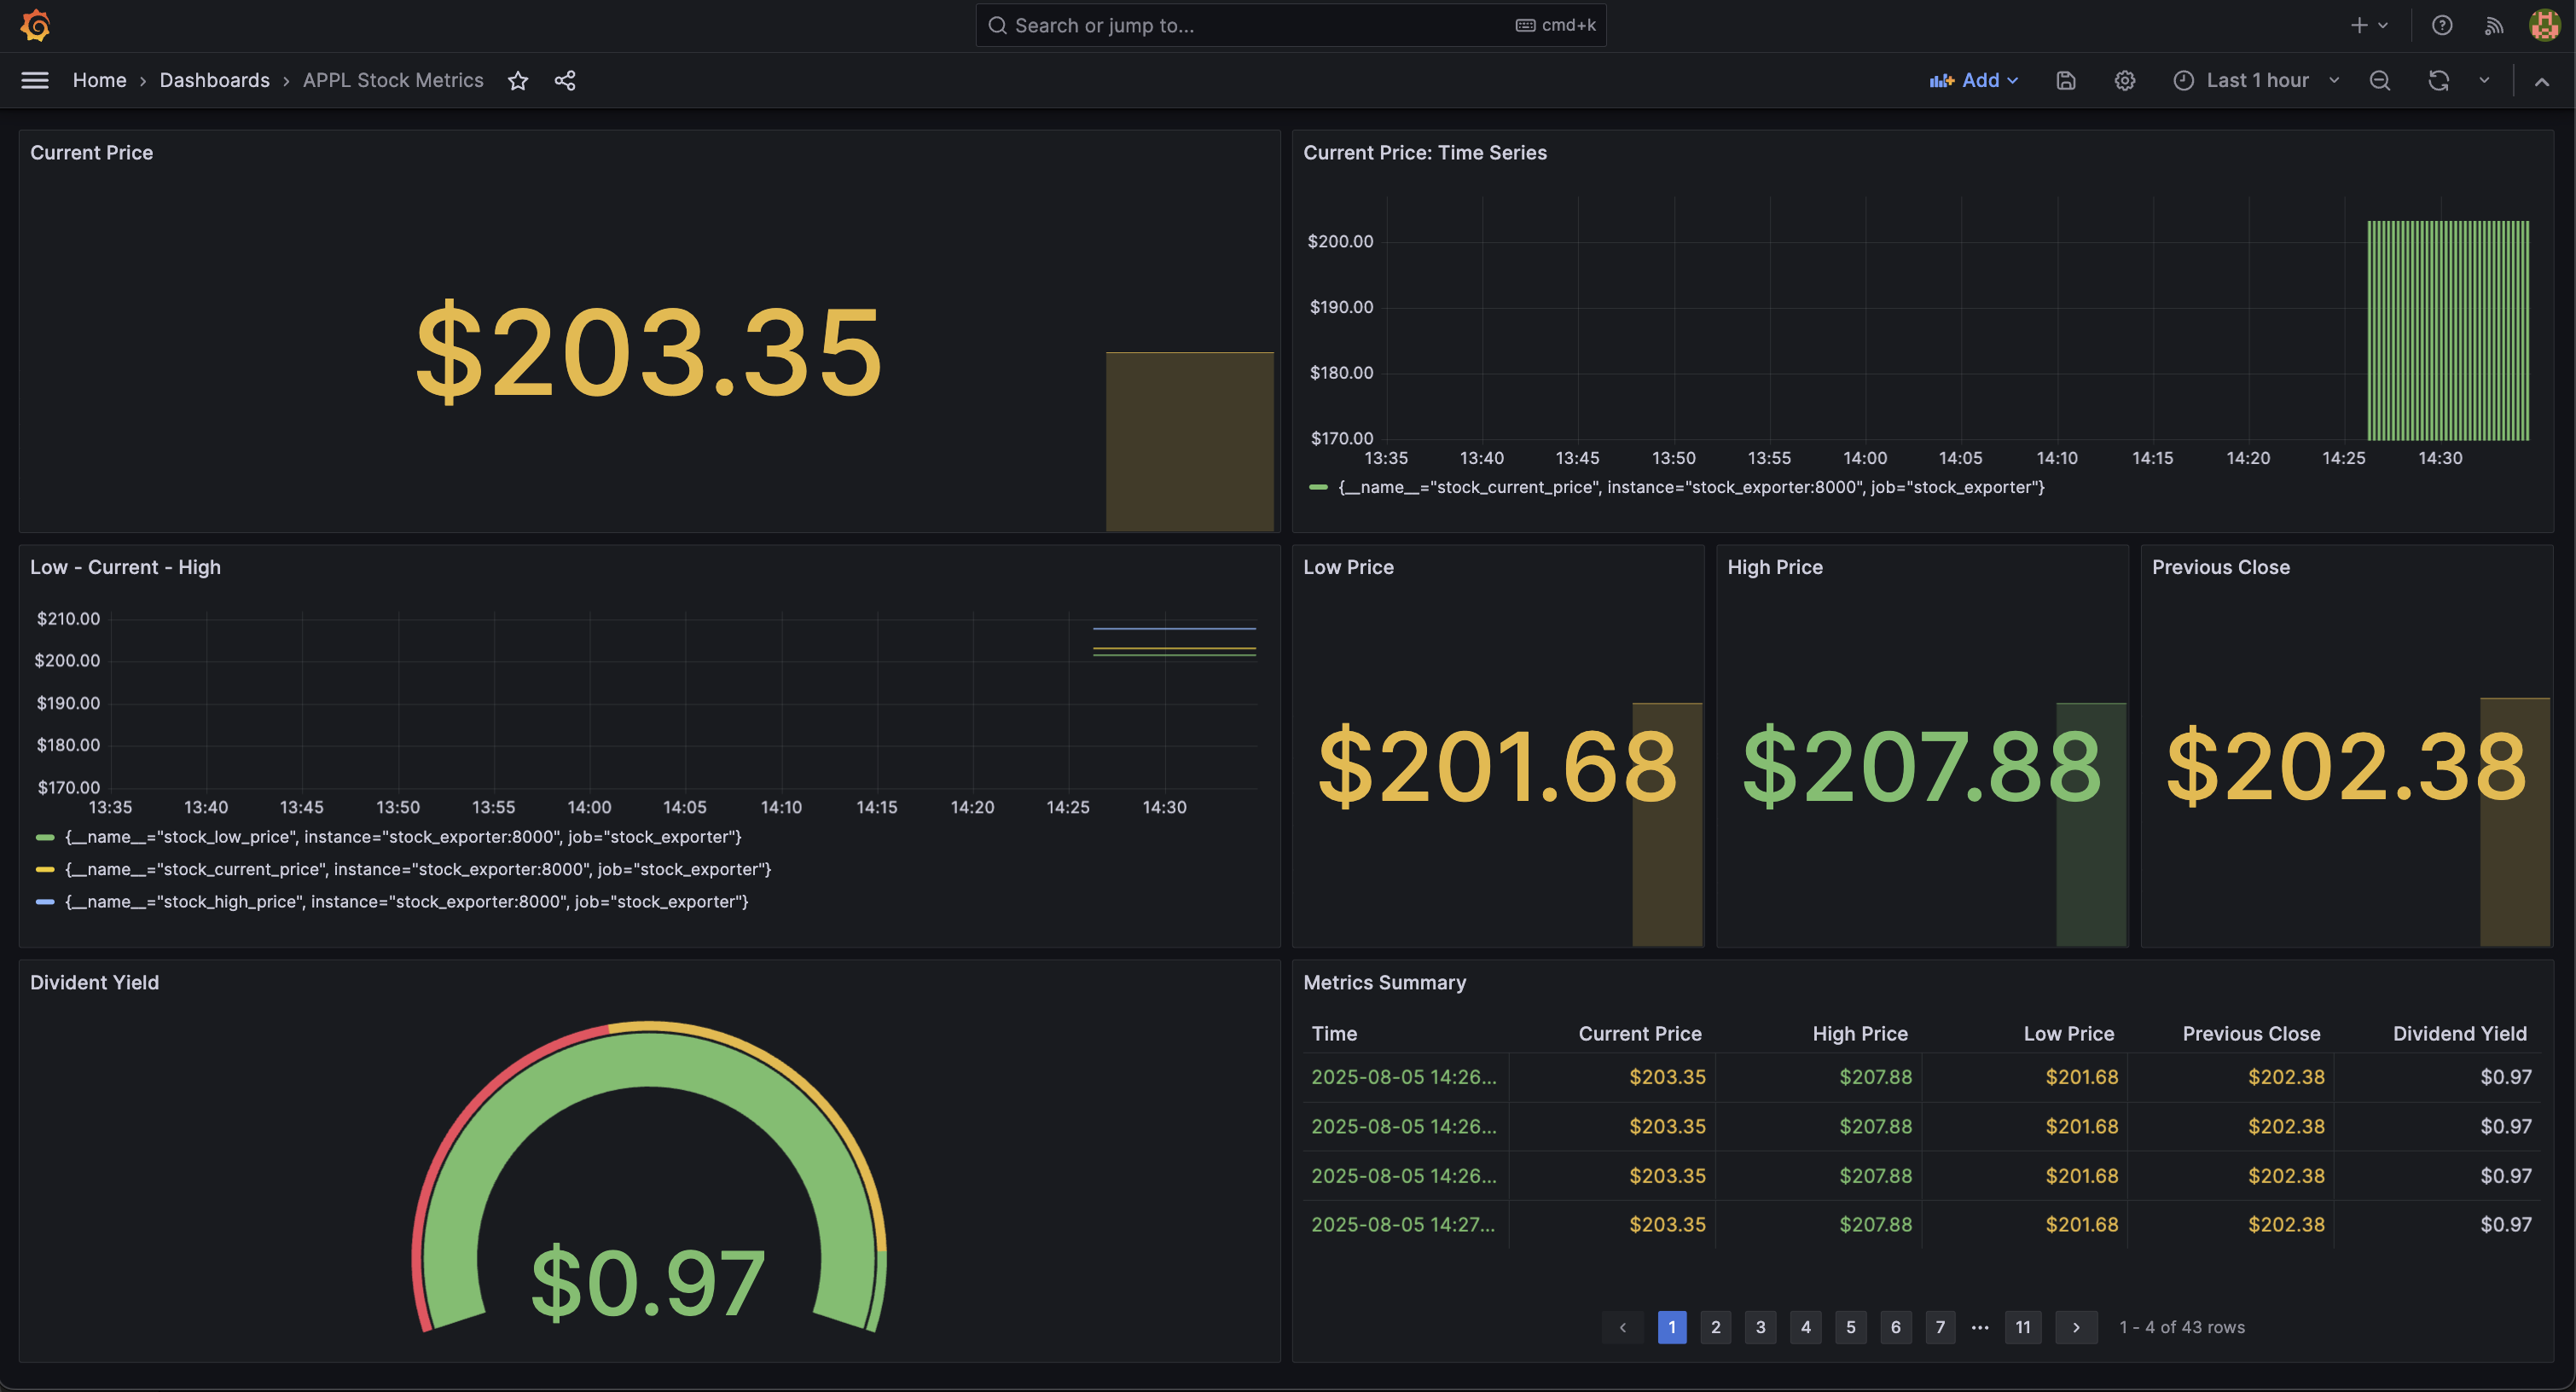 Search or jump to... cmd+k
Home › Dashboards › APPL Stock Metrics Add Last 1 hour
Current Price
$203.35
Current Price: Time Series
$200.00
$190.00
$180.00
$170.00
13:35 13:40 13:45 13:50 13:55 14:00 14:05 14:10 14:15 14:20 14:25 14:30
{__name__="stock_current_price", instance="stock_exporter:8000", job="stock_exporter"}
Low - Current - High
$210.00
$200.00
$190.00
$180.00
$170.00
13:35 13:40 13:45 13:50 13:55 14:00 14:05 14:10 14:15 14:20 14:25 14:30
{__name__="stock_low_price", instance="stock_exporter:8000", job="stock_exporter"}
{__name__="stock_current_price", instance="stock_exporter:8000", job="stock_exporter"}
{__name__="stock_high_price", instance="stock_exporter:8000", job="stock_exporter"}
Low Price
$201.68
High Price
$207.88
Previous Close
$202.38
Divident Yield
$0.97
Metrics Summary
Time Current Price High Price Low Price Previous Close Dividend Yield
2025-08-05 14:26... $203.35 $207.88 $201.68 $202.38 $0.97
2025-08-05 14:26... $203.35 $207.88 $201.68 $202.38 $0.97
2025-08-05 14:26... $203.35 $207.88 $201.68 $202.38 $0.97
2025-08-05 14:27... $203.35 $207.88 $201.68 $202.38 $0.97
‹ 1 2 3 4 5 6 7 ... 11 › 1 - 4 of 43 rows